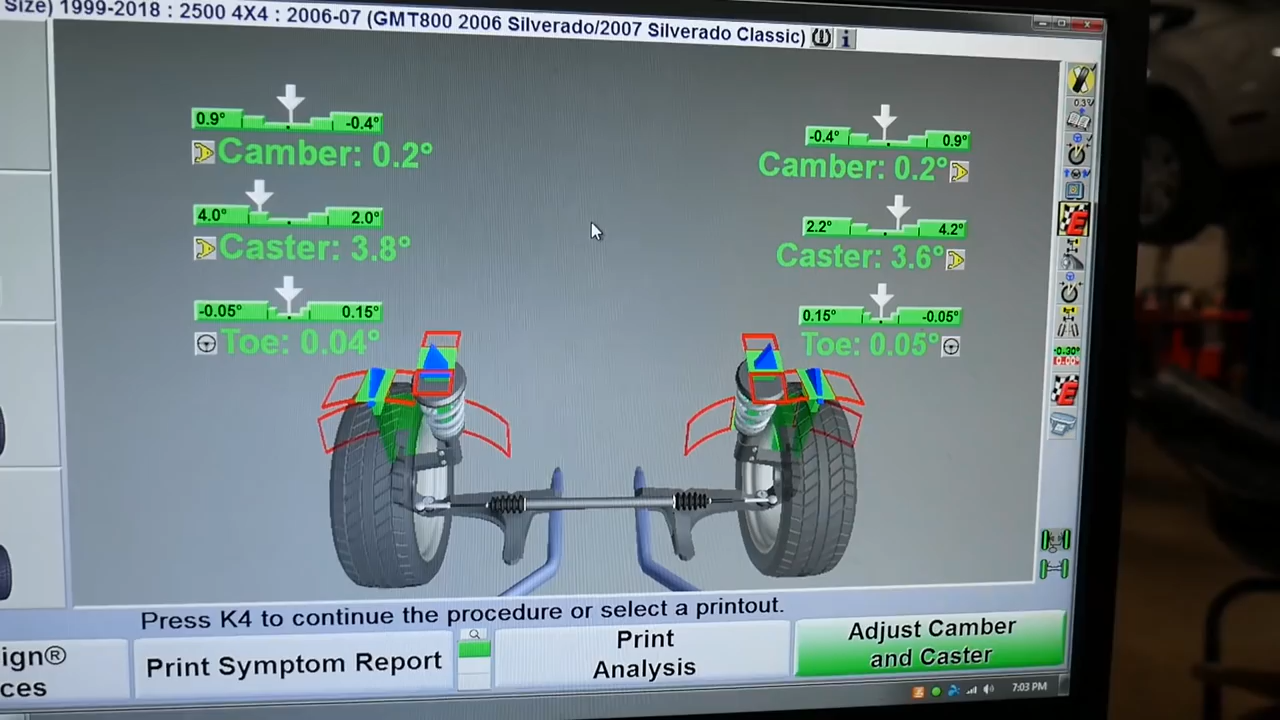 Size) 1999-2018 : 2500 4X4 : 2006-07 (GMT800 2006 Silverado/2007 Silverado Classic)
0.9° -0.4°
Camber: 0.2°
4.0° 2.0°
Caster: 3.8°
-0.05° 0.15°
Toe: 0.04°
-0.4° 0.9°
Camber: 0.2°
2.2° 4.2°
Caster: 3.6°
0.15° -0.05°
Toe: 0.05°
E
-0.30°
0.00°
E
Press K4 to continue the procedure or select a printout.
ign®
ces
Print Symptom Report
Print
Analysis
Adjust Camber
and Caster
7:03 PM